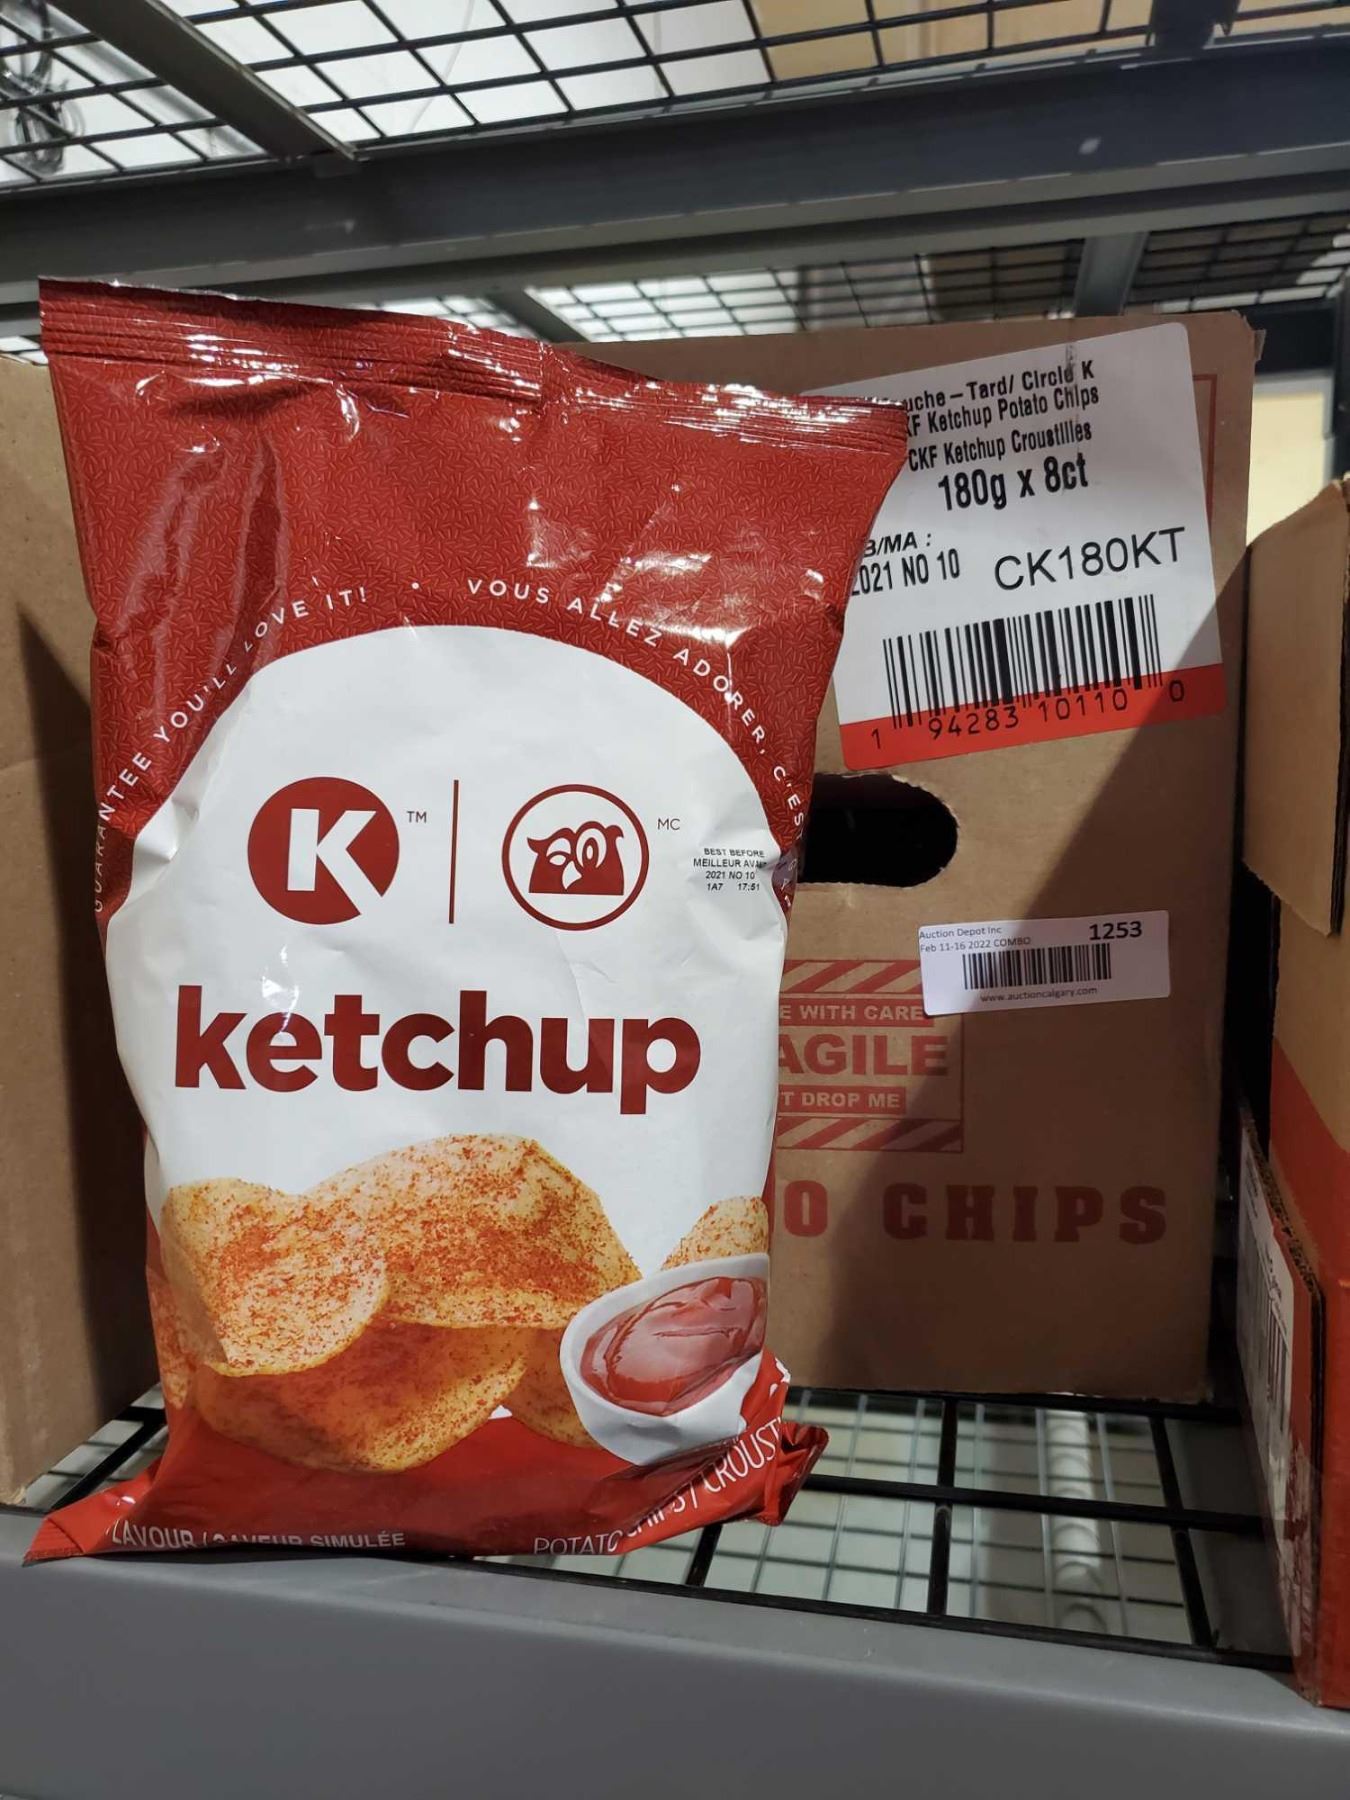 GUARANTEE YOU'LL LOVE IT! • VOUS ALLEZ ADORER, C'EST
K TM
MC
BEST BEFORE
MEILLEUR AVA
2021 NO 10
1A7 17:51
ketchup
LAVOUR / SAVEUR SIMULÉE
POTATO CHIPS / CROUST
uche-Tard/ Circle K
KF Ketchup Potato Chips
CKF Ketchup Croustilles
180g x 8ct
B/MA :
2021 NO 10 CK180KT
1 94283 10110 0
Auction Depot Inc 1253
Feb 11-16 2022 COMBO
www.auctioncalgary.com
E WITH CARE
AGILE
T DROP ME
O CHIPS